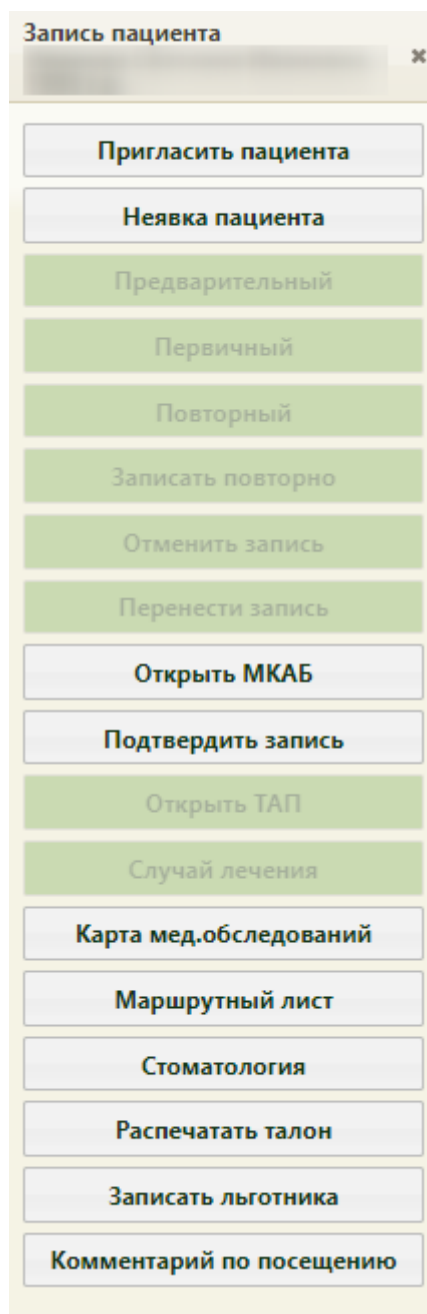 Запись пациента
Пригласить пациента
Неявка пациента
Предварительный
Первичный
Повторный
Записать повторно
Отменить запись
Перенести запись
Открыть МКАБ
Подтвердить запись
Открыть ТАП
Случай лечения
Карта мед.обследований
Маршрутный лист
Стоматология
Распечатать талон
Записать льготника
Комментарий по посещению